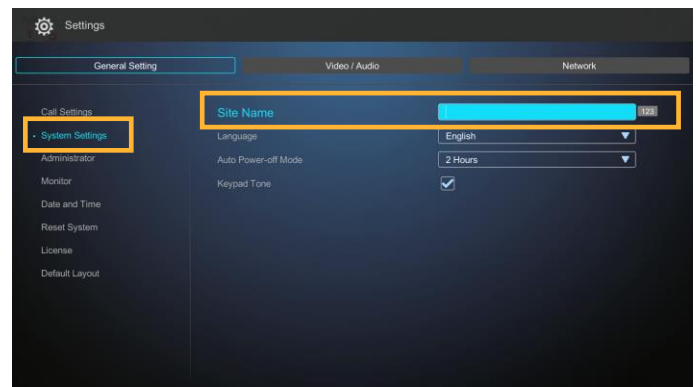 Settings
General Setting
Video / Audio
Network
Call Settings
System Settings
Administrator
Monitor
Date and Time
Reset System
License
Default Layout
Site Name
123
Language
English
Auto Power-off Mode
2 Hours
Keypad Tone